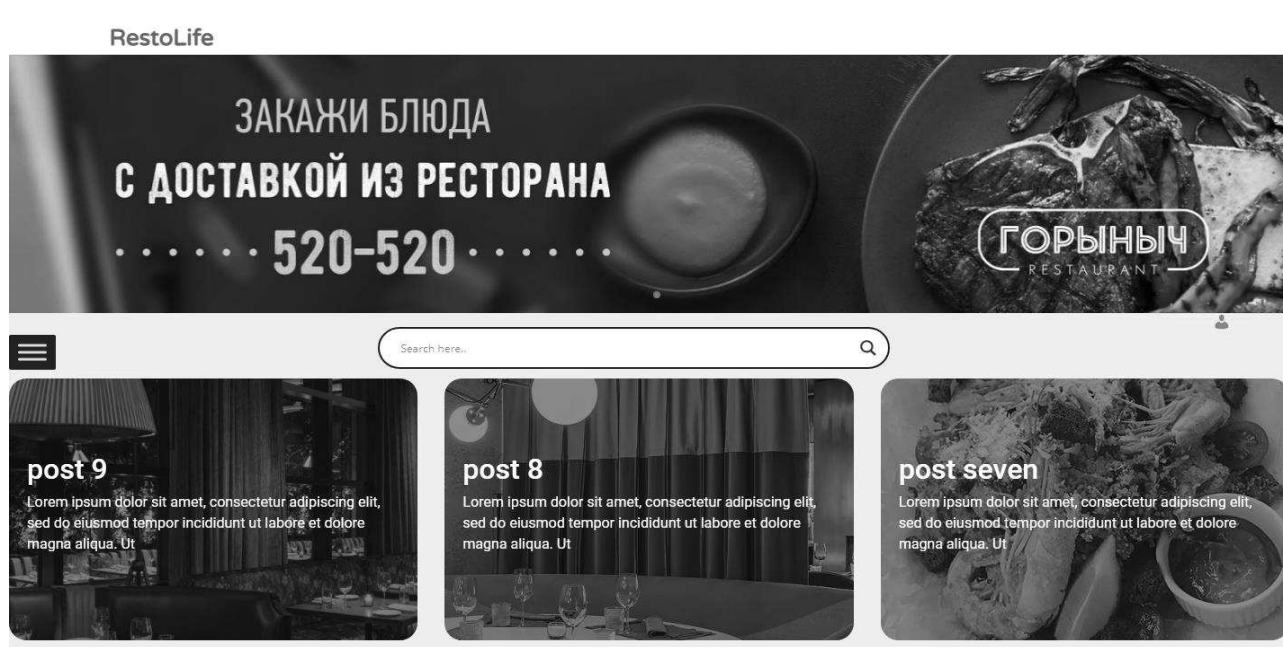 RestoLife
ЗАКАЖИ БЛЮДА
С ДОСТАВКОЙ ИЗ РЕСТОРАНА
520-520
ГОРЫНЫЧ
RESTAURANT
Search here..
post 9
Lorem ipsum dolor sit amet, consectetur adipiscing elit,
sed do eiusmod tempor incididunt ut labore et dolore
magna aliqua. Ut
post 8
Lorem ipsum dolor sit amet, consectetur adipiscing elit,
sed do eiusmod tempor incididunt ut labore et dolore
magna aliqua. Ut
post seven
Lorem ipsum dolor sit amet, consectetur adipiscing elit,
sed do eiusmod tempor incididunt ut labore et dolore
magna aliqua. Ut